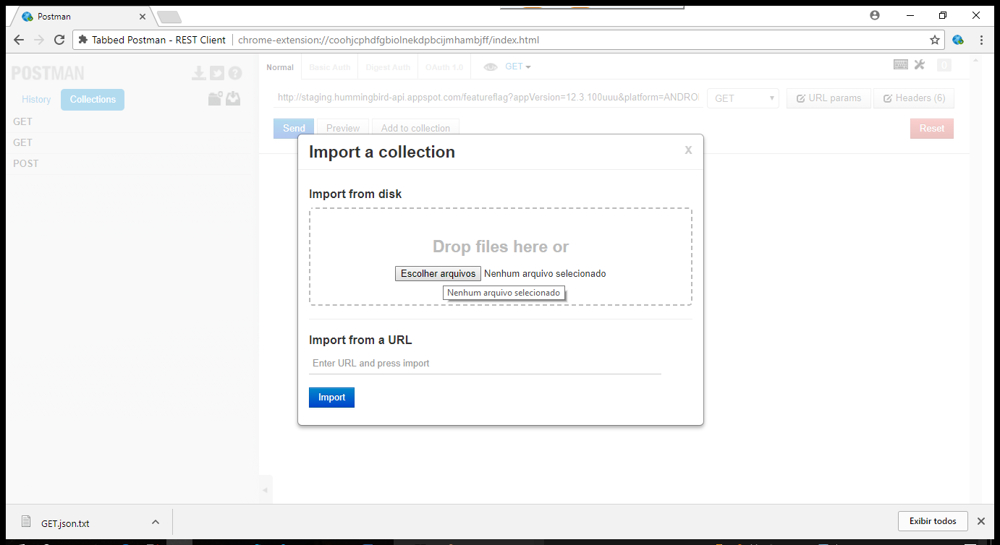 Postman
Tabbed Postman - REST Client chrome-extension://coohjcphdfgbiolnekdpbcijmhambjff/index.html
POSTMAN
Normal Basic Auth Digest Auth OAuth 1.0 GET 0
History Collections
http://staging.hummingbird-api.appspot.com/featureflag?appVersion=12.3.100uuu&platform=ANDROI GET URL params Headers (6)
GET
GET
POST
Send Preview Add to collection Reset
Import a collection X
Import from disk
Drop files here or
Escolher arquivos Nenhum arquivo selecionado
Nenhum arquivo selecionado
Import from a URL
Enter URL and press import
Import
GET.json.txt Exibir todos